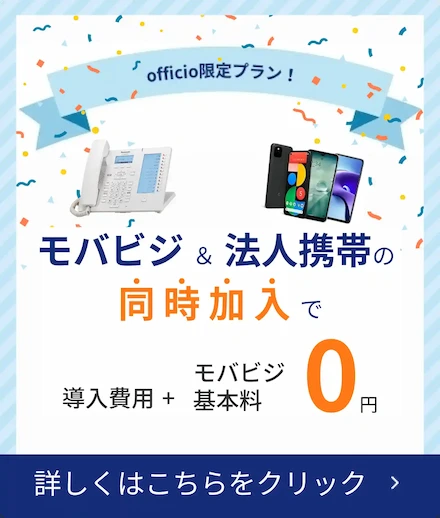 officio限定プラン！
モバビジ & 法人携帯の
同時加入で
導入費用 + モバビジ基本料 0円
詳しくはこちらをクリック >